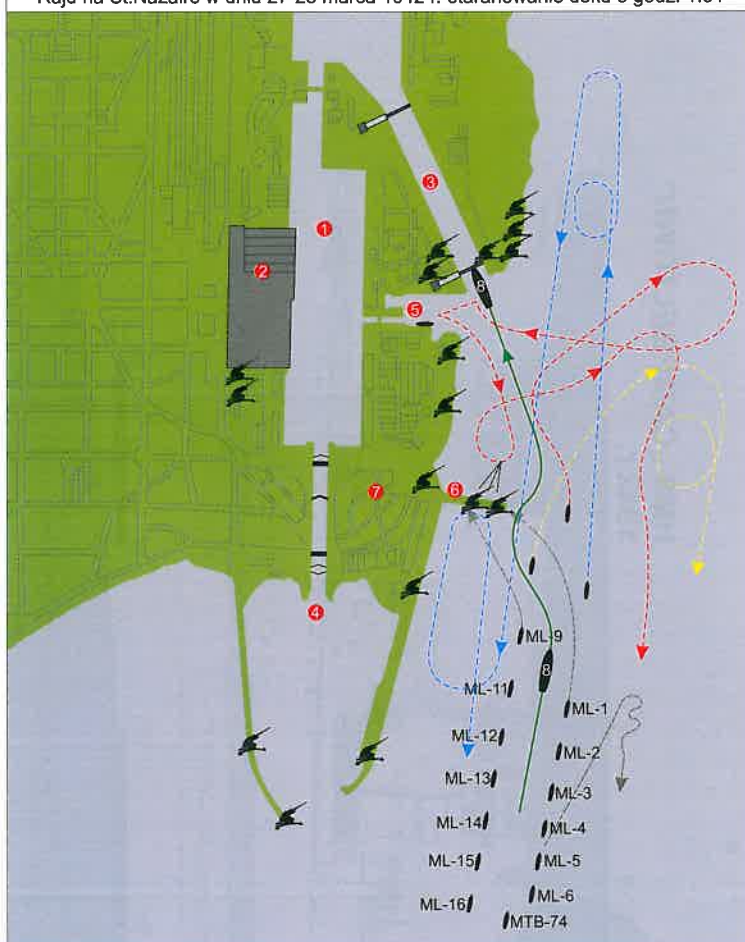 Rajd na St.Nazaire w dniu 27-28 marca 1942r. staranowanie doku o godz.
1
2
3
8
5
6
7
4
ML-9
8
ML-11
ML-1
ML-12
ML-2
ML-13
ML-3
ML-14
ML-4
ML-15
ML-5
ML-16
ML-6
MTB-74